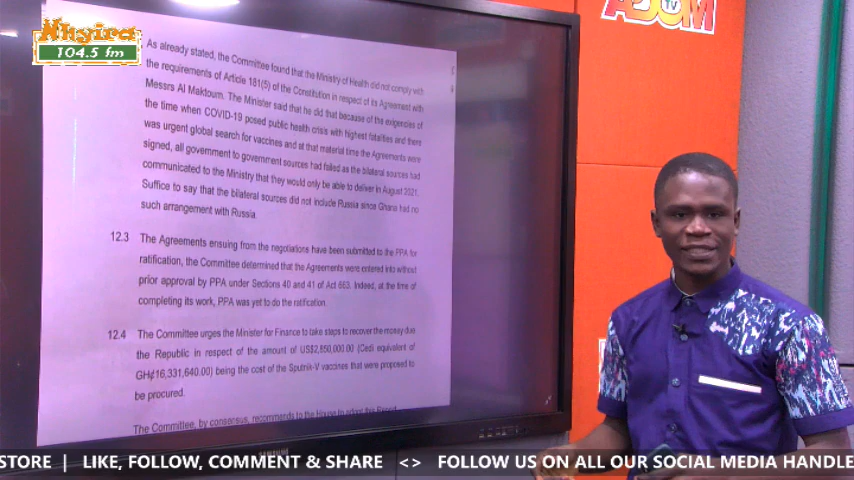 Nhyira
104.5 fm
ADOM
TV
As already stated, the Committee found that the Ministry of Health did not comply with
the requirements of Article 181(5) of the Constitution in respect of its Agreement with
Messrs Al Maktoum. The Minister said that he did that because of the exigencies of
the time when COVID-19 posed public health crisis with highest fatalities and there
was urgent global search for vaccines and at that material time the Agreements were
signed, all government to government sources had failed as the bilateral sources had
communicated to the Ministry that they would only be able to deliver in August 2021.
Suffice to say that the bilateral sources did not include Russia since Ghana had no
such arrangement with Russia.
12.3 The Agreements ensuing from the negotiations have been submitted to the PPA for
ratification, the Committee determined that the Agreements were entered into without
prior approval by PPA under Sections 40 and 41 of Act 663. Indeed, at the time of
completing its work, PPA was yet to do the ratification.
12.4 The Committee urges the Minister for Finance to take steps to recover the money due
the Republic in respect of the amount of US$2,850,000.00 (Cedi equivalent of
GH¢16,331,640.00) being the cost of the Sputnik-V vaccines that were proposed to
be procured.
The Committee, by consensus, recommends to the House to adopt this Report
SAMSUNG
STORE | LIKE, FOLLOW, COMMENT & SHARE <> FOLLOW US ON ALL OUR SOCIAL MEDIA HANDLE